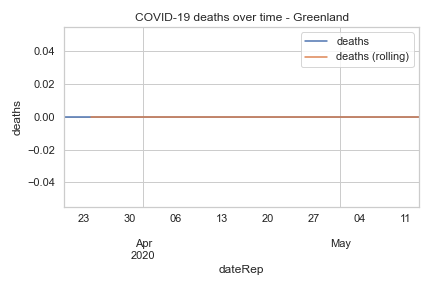 COVID-19 deaths over time - Greenland
deaths
deaths (rolling)
0.04
0.02
0.00
−0.02
−0.04
deaths
23 30 06 13 20 27 04 11
Apr May
2020
dateRep